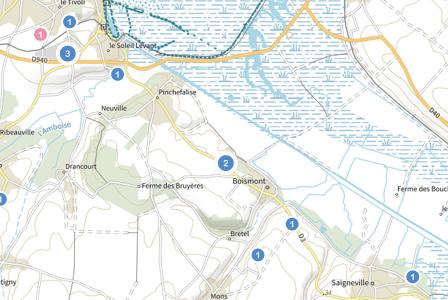 le Tivoli
1
1
le Soleil Levant
3
D940
1
D40
Neuville
Pinchefalise
Ribeauville
Amboise
2
Drancourt
Ferme des Bruyères
Boismont
Ferme des Bouc
1
le
1
D3
Bretel
1
1
Saigneville
tigny
Mons